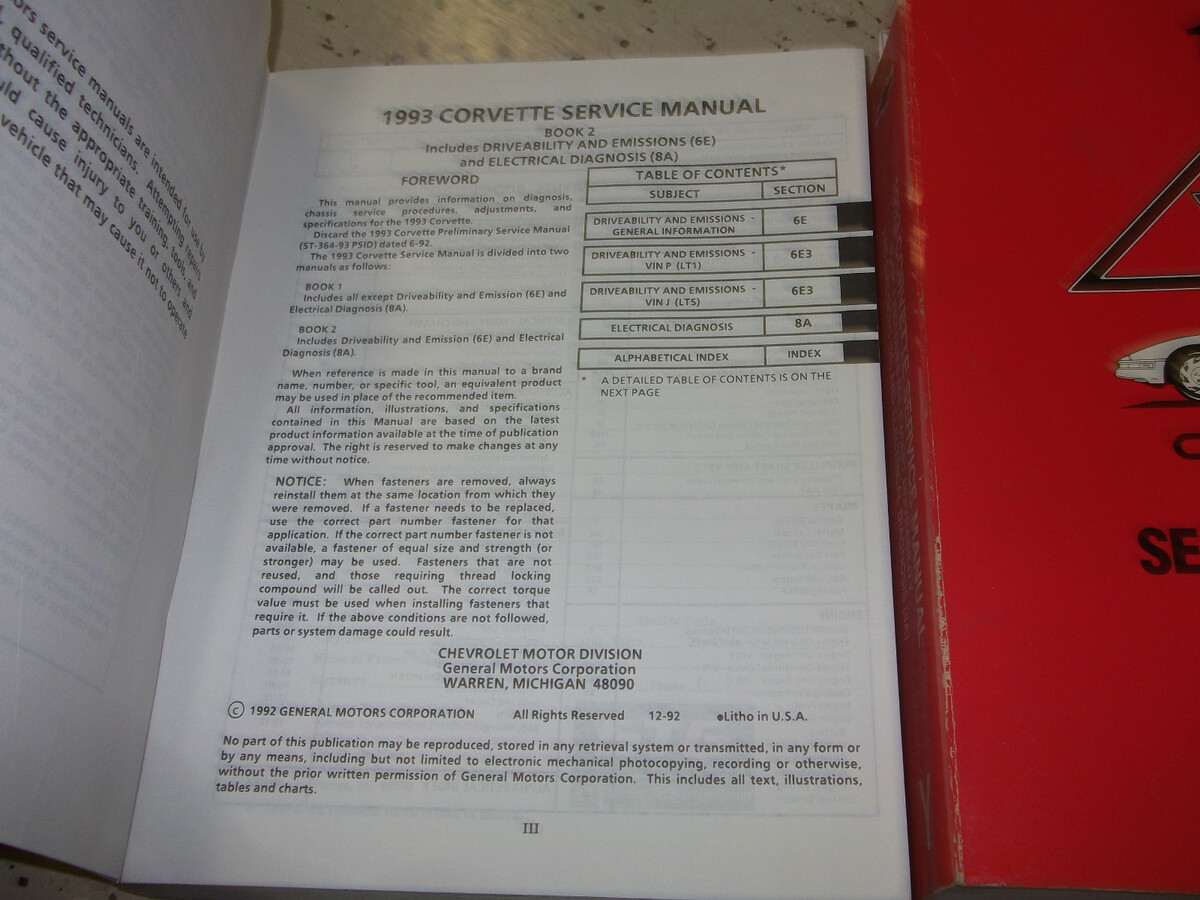 ors service manuals are intended for use by
qualified technicians. Attempting repairs
thout the appropriate training, tools, and
uld cause injury to you or others and
vehicle that may cause it not to operate
1993 CORVETTE SERVICE MANUAL
BOOK 2
Includes DRIVEABILITY AND EMISSIONS (6E)
and ELECTRICAL DIAGNOSIS (8A)
FOREWORD
This manual provides information on diagnosis,
chassis service procedures, adjustments, and
specifications for the 1993 Corvette.
Discard the 1993 Corvette Preliminary Service Manual
(ST-364-93 PSID) dated 6-92.
The 1993 Corvette Service Manual is divided into two
manuals as follows:
BOOK 1
Includes all except Driveability and Emission (6E) and
Electrical Diagnosis (8A).
BOOK 2
Includes Driveability and Emission (6E) and Electrical
Diagnosis (8A).
When reference is made in this manual to a brand
name, number, or specific tool, an equivalent product
may be used in place of the recommended item.
All information, illustrations, and specifications
contained in this Manual are based on the latest
product information available at the time of publication
approval. The right is reserved to make changes at any
time without notice.
NOTICE: When fasteners are removed, always
reinstall them at the same location from which they
were removed. If a fastener needs to be replaced,
use the correct part number fastener for that
application. If the correct part number fastener is not
available, a fastener of equal size and strength (or
stronger) may be used. Fasteners that are not
reused, and those requiring thread locking
compound will be called out. The correct torque
value must be used when installing fasteners that
require it. If the above conditions are not followed,
parts or system damage could result.
TABLE OF CONTENTS*
SUBJECT SECTION
DRIVEABILITY AND EMISSIONS - 6E
GENERAL INFORMATION
DRIVEABILITY AND EMISSIONS - 6E3
VIN P (LT1)
DRIVEABILITY AND EMISSIONS - 6E3
VIN J (LT5)
ELECTRICAL DIAGNOSIS 8A
ALPHABETICAL INDEX INDEX
* A DETAILED TABLE OF CONTENTS IS ON THE
NEXT PAGE
CHEVROLET MOTOR DIVISION
General Motors Corporation
WARREN, MICHIGAN 48090
© 1992 GENERAL MOTORS CORPORATION All Rights Reserved 12-92 ●Litho in U.S.A.
No part of this publication may be reproduced, stored in any retrieval system or transmitted, in any form or
by any means, including but not limited to electronic mechanical photocopying, recording or otherwise,
without the prior written permission of General Motors Corporation. This includes all text, illustrations,
tables and charts.
III
SERVICE MANUAL
C
SE